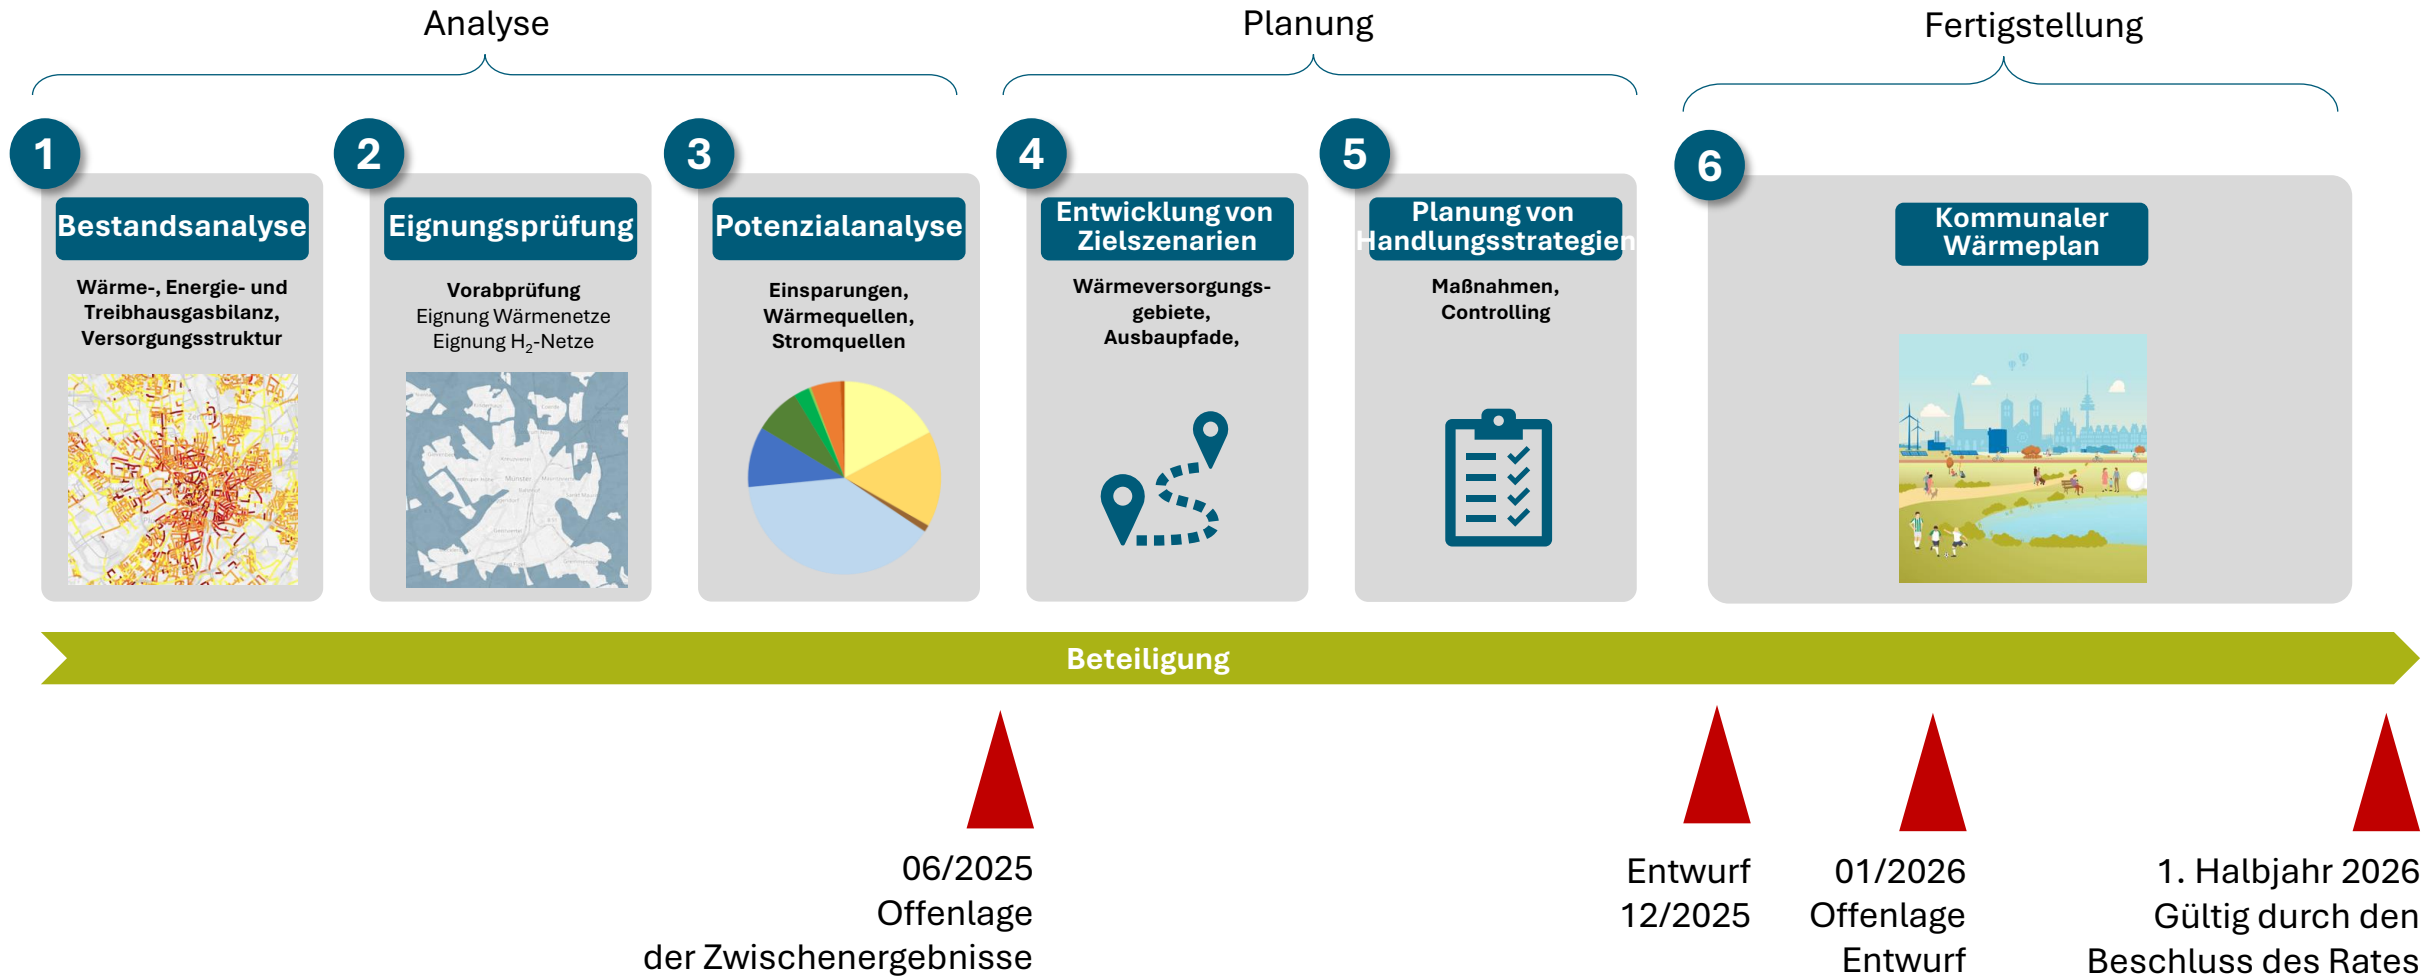 Analyse
Planung
Fertigstellung
1
2
3
4
5
6
Bestandsanalyse
Wärme-, Energie- und
Treibhausgasbilanz,
Versorgungsstruktur
Eignungsprüfung
Vorabprüfung
Eignung Wärmenetze
Eignung H₂-Netze
Münster
Potenzialanalyse
Einsparungen,
Wärmequellen,
Stromquellen
Entwicklung von
Zielszenarien
Wärmeversorgungs-
gebiete,
Ausbaupfade,
Planung von
Handlungsstrategien
Maßnahmen,
Controlling
Kommunaler
Wärmeplan
Beteiligung
06/2025
Offenlage
der Zwischenergebnisse
Entwurf
12/2025
01/2026
Offenlage
Entwurf
1. Halbjahr 2026
Gültig durch den
Beschluss des Rates